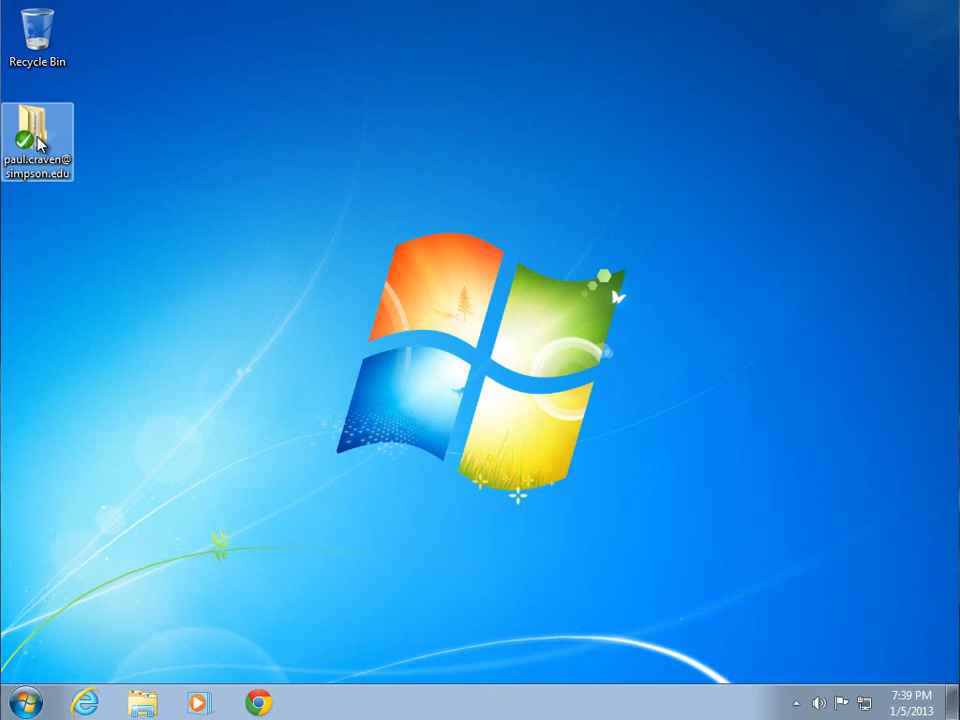 Recycle Bin
paul.craven@
simpson.edu
7:39 PM
1/5/2013